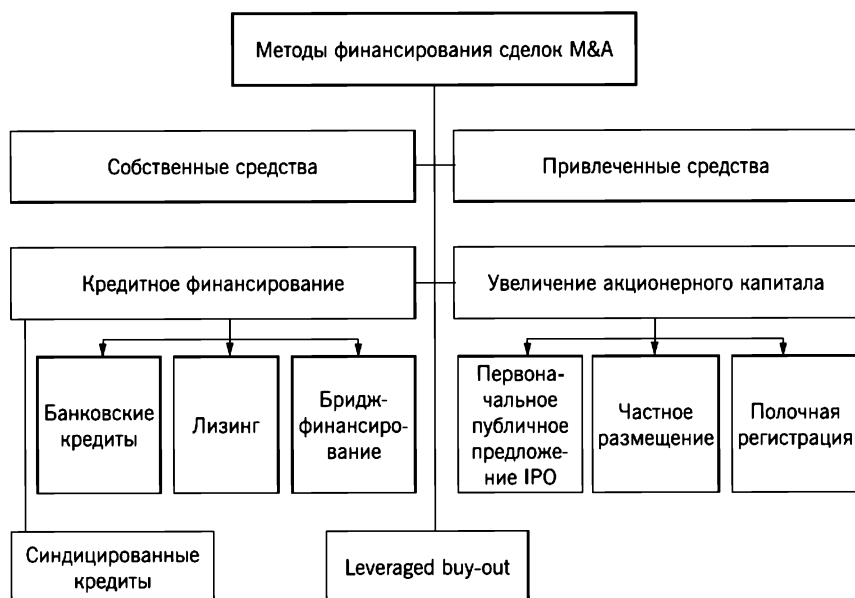 Методы финансирования сделок M&A
Собственные средства
Привлеченные средства
Кредитное финансирование
Увеличение акционерного капитала
Банковские
кредиты
Лизинг
Бридж-
финансиро-
вание
Первона-
чальное
публичное
предложе-
ние IPO
Частное
размещение
Полочная
регистрация
Синдицированные
кредиты
Leveraged buy-out